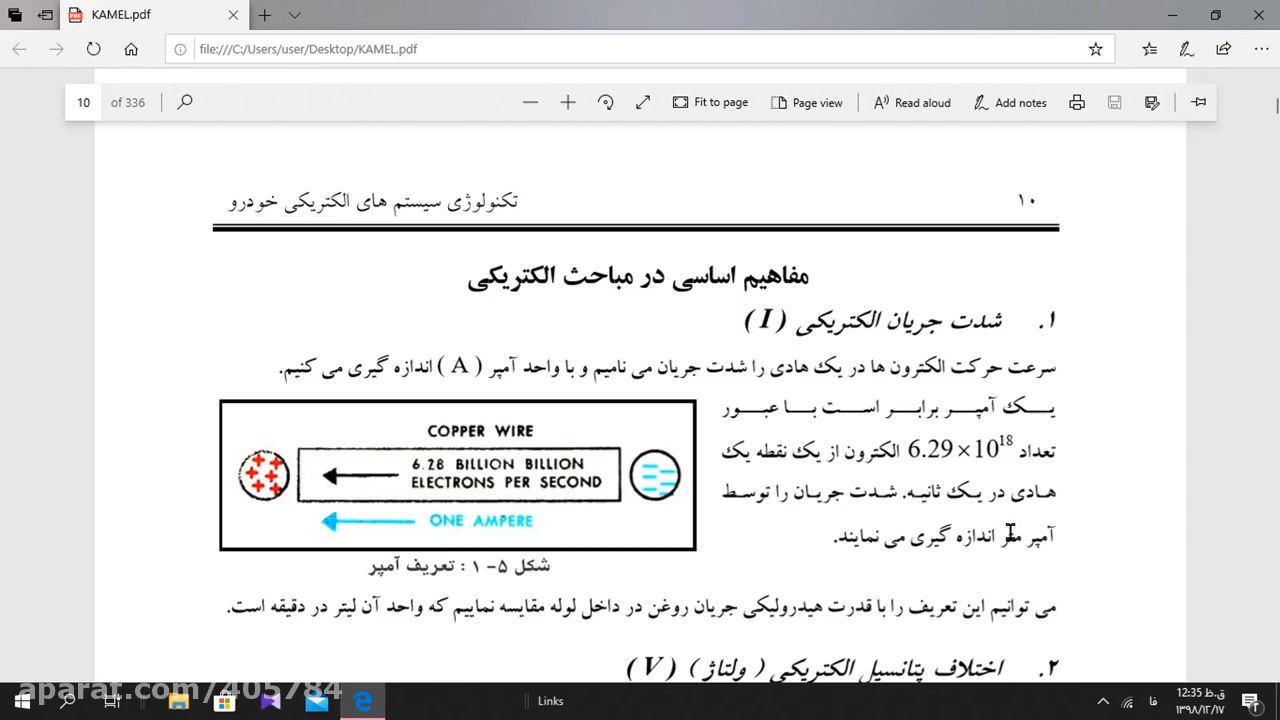 KAMEL.pdf
file:///C:/Users/user/Desktop/KAMEL.pdf
10 of 336
Fit to page
Page view
Read aloud
Add notes
۱۰
تکنولوژی سیستم های الکتریکی خودرو
مفاهیم اساسی در مباحث الکتریکی
۱. شدت جریان الکتریکی ( I )
سرعت حرکت الکترون ها در یک هادی را شدت جریان می نامیم و با واحد آمپر ( A ) اندازه گیری می کنیم.
یک آمپر برابر است با عبور
تعداد 6.29×10¹⁸ الکترون از یک نقطه یک
هادی در یک ثانیه. شدت جریان را توسط
آمپر متر اندازه گیری می نمایند.
COPPER WIRE
6.28 BILLION BILLION
ELECTRONS PER SECOND
ONE AMPERE
شکل ۵-۱ : تعریف آمپر
می توانیم این تعریف را با قدرت هیدرولیکی جریان روغن در داخل لوله مقایسه نماییم که واحد آن لیتر در دقیقه است.
۲. اختلاف پتانسیل الکتریکی ( ولتاژ ) ( V )
aparat.com/405784
Links
فا
12:35 ق.ظ
۱۳۹۸/۱۲/۱۷